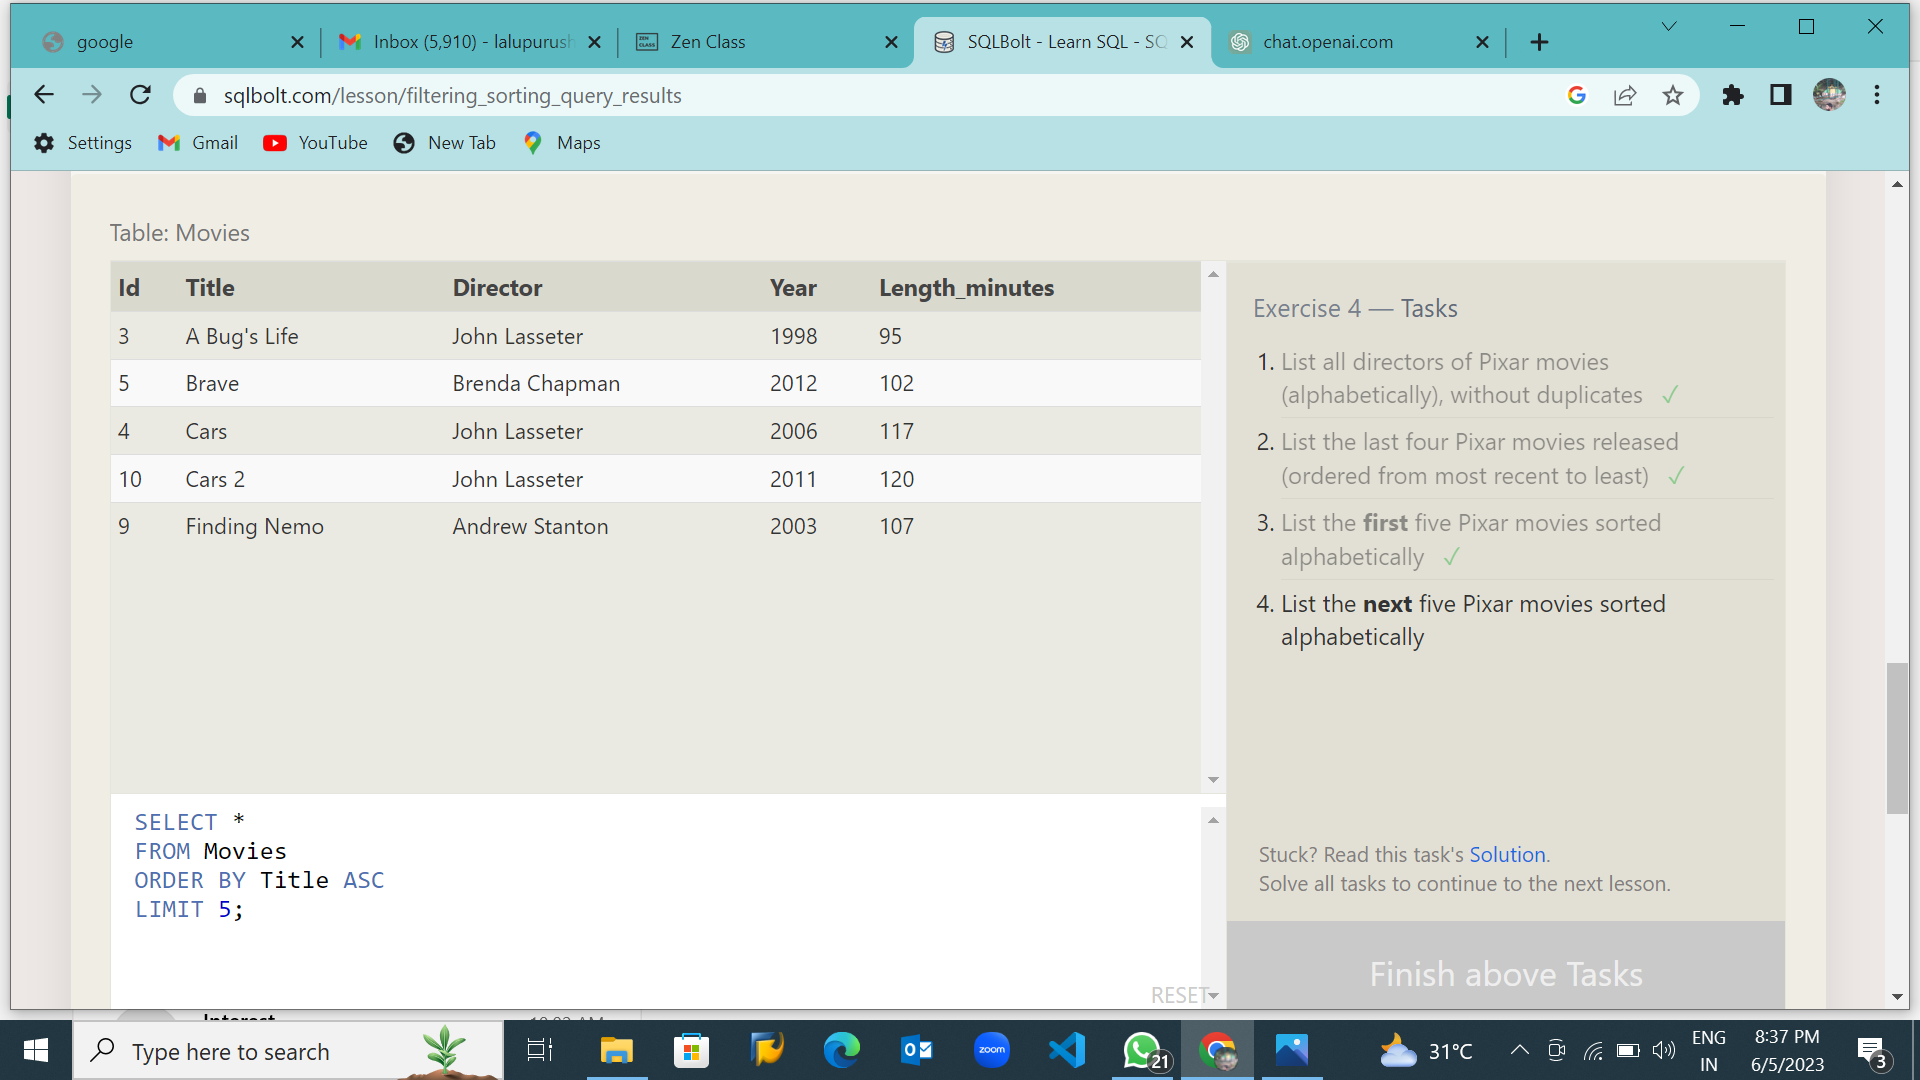 google
Inbox (5,910) - lalupurush
Zen Class
SQLBolt - Learn SQL - SQ
chat.openai.com
sqlbolt.com/lesson/filtering_sorting_query_results
Settings
Gmail
YouTube
New Tab
Maps
Table: Movies
Id Title Director Year Length_minutes
3 A Bug's Life John Lasseter 1998 95
5 Brave Brenda Chapman 2012 102
4 Cars John Lasseter 2006 117
10 Cars 2 John Lasseter 2011 120
9 Finding Nemo Andrew Stanton 2003 107
SELECT *
FROM Movies
ORDER BY Title ASC
LIMIT 5;
RESET
Exercise 4 — Tasks
1. List all directors of Pixar movies
(alphabetically), without duplicates ✓
2. List the last four Pixar movies released
(ordered from most recent to least) ✓
3. List the first five Pixar movies sorted
alphabetically ✓
4. List the next five Pixar movies sorted
alphabetically
Stuck? Read this task's Solution.
Solve all tasks to continue to the next lesson.
Finish above Tasks
Type here to search
zoom
21
31°C
ENG
IN
8:37 PM
6/5/2023
3